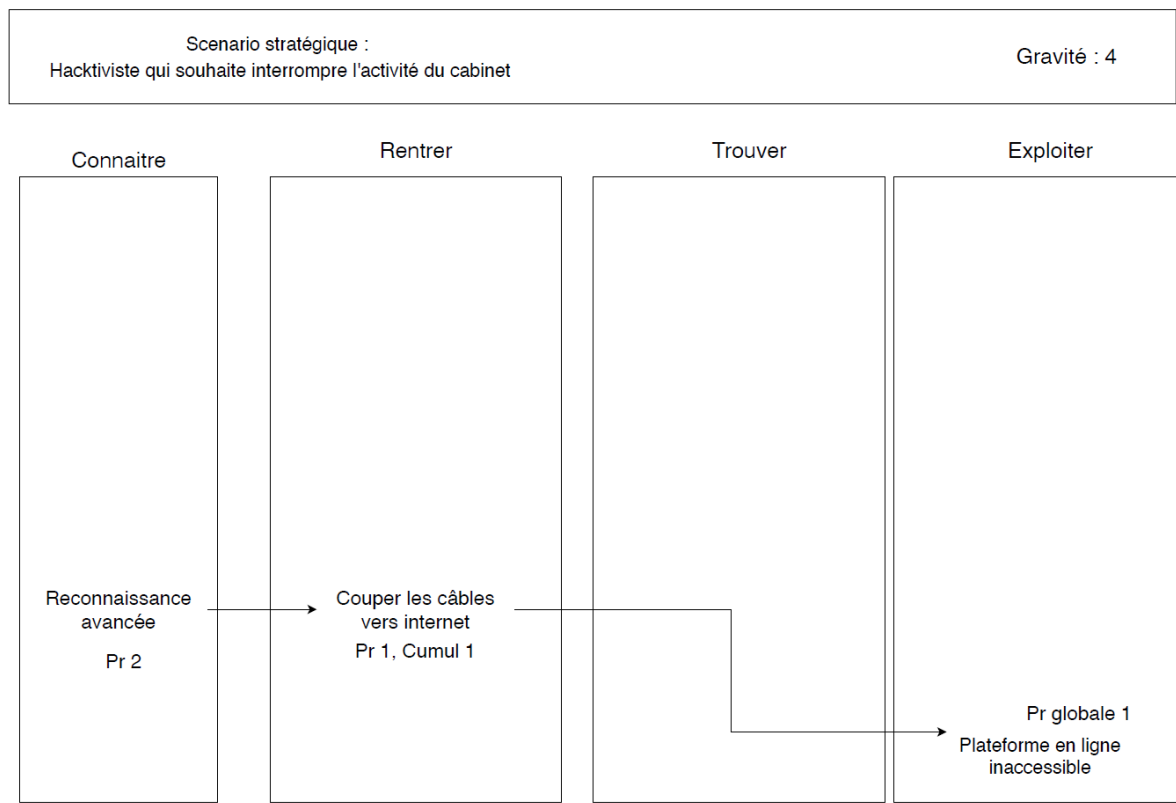 Scenario stratégique :
Hacktiviste qui souhaite interrompre l'activité du cabinet
Gravité : 4
Connaitre
Rentrer
Trouver
Exploiter
Reconnaissance
avancée
Pr 2
Couper les câbles
vers internet
Pr 1, Cumul 1
Pr globale 1
Plateforme en ligne
inaccessible